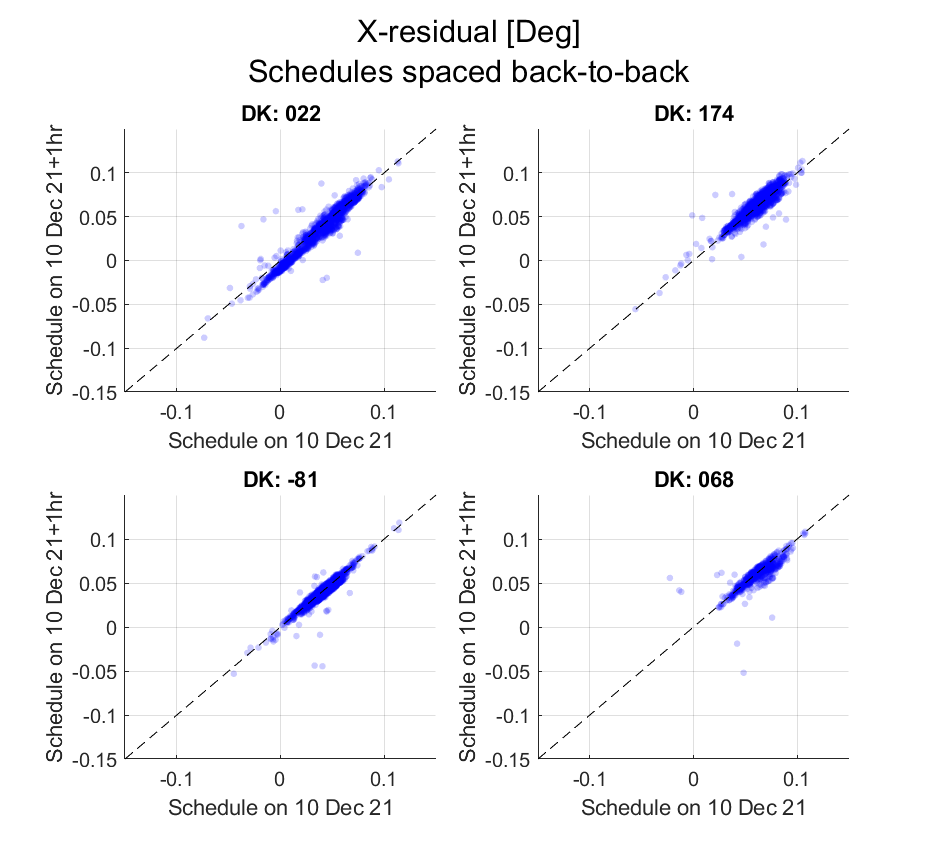 X-residual [Deg]
Schedules spaced back-to-back
DK: 022
Schedule on 10 Dec 21+1hr
0.1
0.05
0
-0.05
-0.1
-0.15
-0.1
0
0.1
Schedule on 10 Dec 21
DK: 174
Schedule on 10 Dec 21+1hr
0.1
0.05
0
-0.05
-0.1
-0.15
-0.1
0
0.1
Schedule on 10 Dec 21
DK: -81
Schedule on 10 Dec 21+1hr
0.1
0.05
0
-0.05
-0.1
-0.15
-0.1
0
0.1
Schedule on 10 Dec 21
DK: 068
Schedule on 10 Dec 21+1hr
0.1
0.05
0
-0.05
-0.1
-0.15
-0.1
0
0.1
Schedule on 10 Dec 21